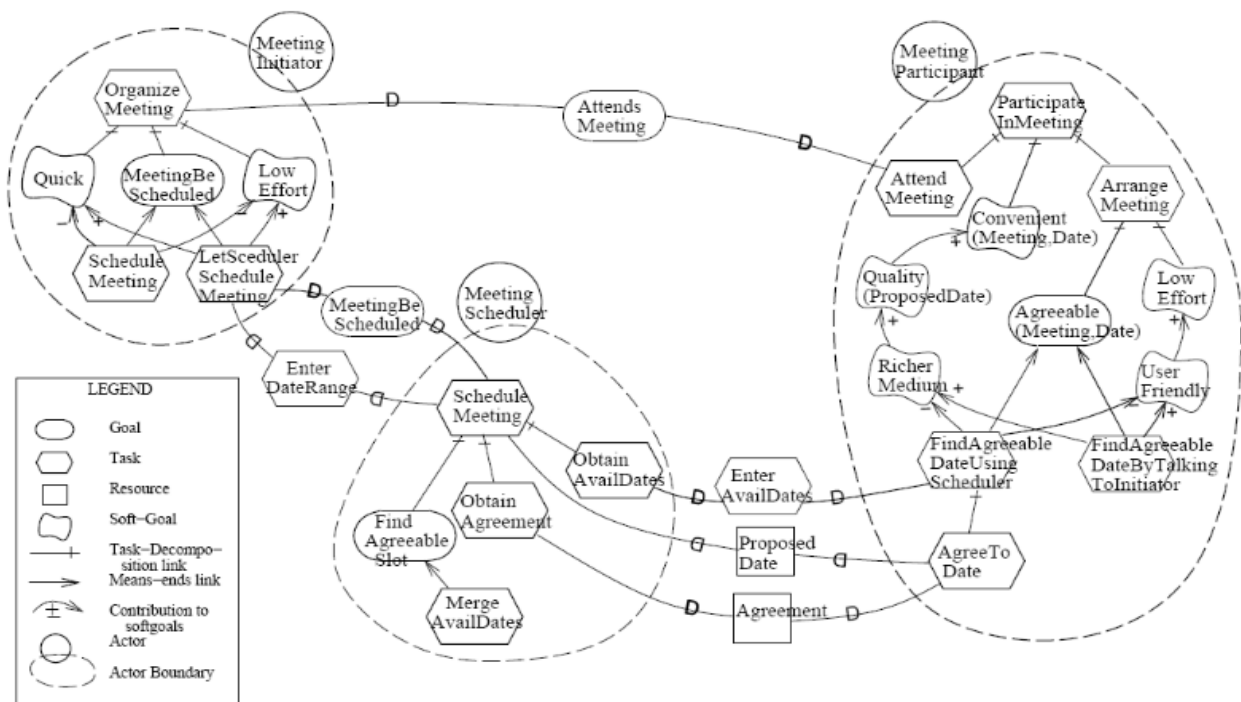 Meeting
Initiator
Organize
Meeting
D
Attends
Meeting
D
Meeting
Participant
Participate
InMeeting
Quick
MeetingBe
Scheduled
Low
Effort
Attend
Meeting
Arrange
Meeting
–
+
–
+
Convenient
(Meeting,Date)
+
Schedule
Meeting
LetSceduler
Schedule
Meeting
D
MeetingBe
Scheduled
D
Meeting
Scheduler
Quality
(ProposedDate)
+
Low
Effort
+
Agreeable
(Meeting,Date)
D
Enter
DateRange
D
Schedule
Meeting
Richer
Medium
–
+
User
Friendly
–
+
LEGEND
Goal
Task
Resource
Soft–Goal
Task–Decompo–
sition link
Means–ends link
±
Contribution to
softgoals
Actor
Actor Boundary
Obtain
AvailDates
D
Enter
AvailDates
D
FindAgreeable
DateUsing
Scheduler
FindAgreeable
DateByTalking
ToInitiator
Find
Agreeable
Slot
Obtain
Agreement
D
Proposed
Date
D
AgreeTo
Date
Merge
AvailDates
D
Agreement
D